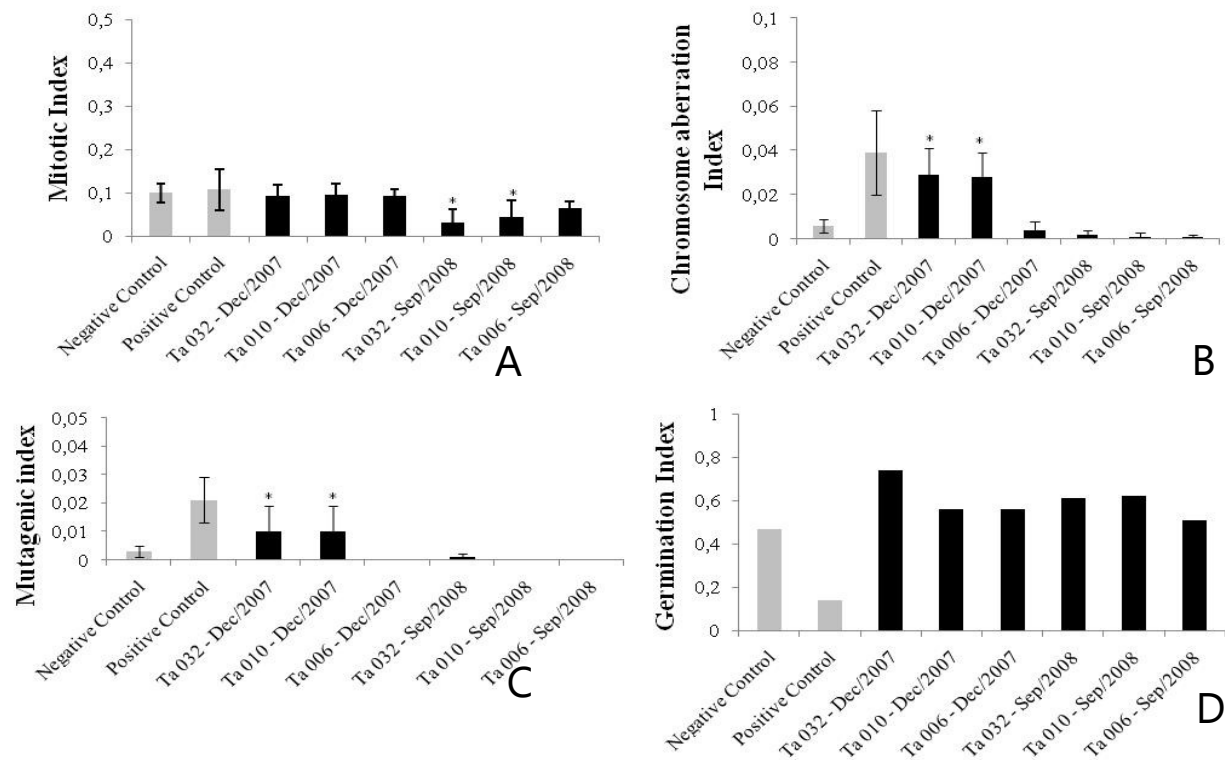 Mitotic Index
0,5
0,4
0,3
0,2
0,1
0
* *
Negative Control
Positive Control
Ta 032 - Dec/2007
Ta 010 - Dec/2007
Ta 006 - Dec/2007
Ta 032 - Sep/2008
Ta 010 - Sep/2008
Ta 006 - Sep/2008
A
Chromosome aberration
Index
0,1
0,08
0,06
0,04
0,02
0
* *
Negative Control
Positive Control
Ta 032 - Dec/2007
Ta 010 - Dec/2007
Ta 006 - Dec/2007
Ta 032 - Sep/2008
Ta 010 - Sep/2008
Ta 006 - Sep/2008
B
Mutagenic index
0,05
0,04
0,03
0,02
0,01
0
* *
Negative Control
Positive Control
Ta 032 - Dec/2007
Ta 010 - Dec/2007
Ta 006 - Dec/2007
Ta 032 - Sep/2008
Ta 010 - Sep/2008
Ta 006 - Sep/2008
C
Germination Index
1
0,8
0,6
0,4
0,2
0
Negative Control
Positive Control
Ta 032 - Dec/2007
Ta 010 - Dec/2007
Ta 006 - Dec/2007
Ta 032 - Sep/2008
Ta 010 - Sep/2008
Ta 006 - Sep/2008
D